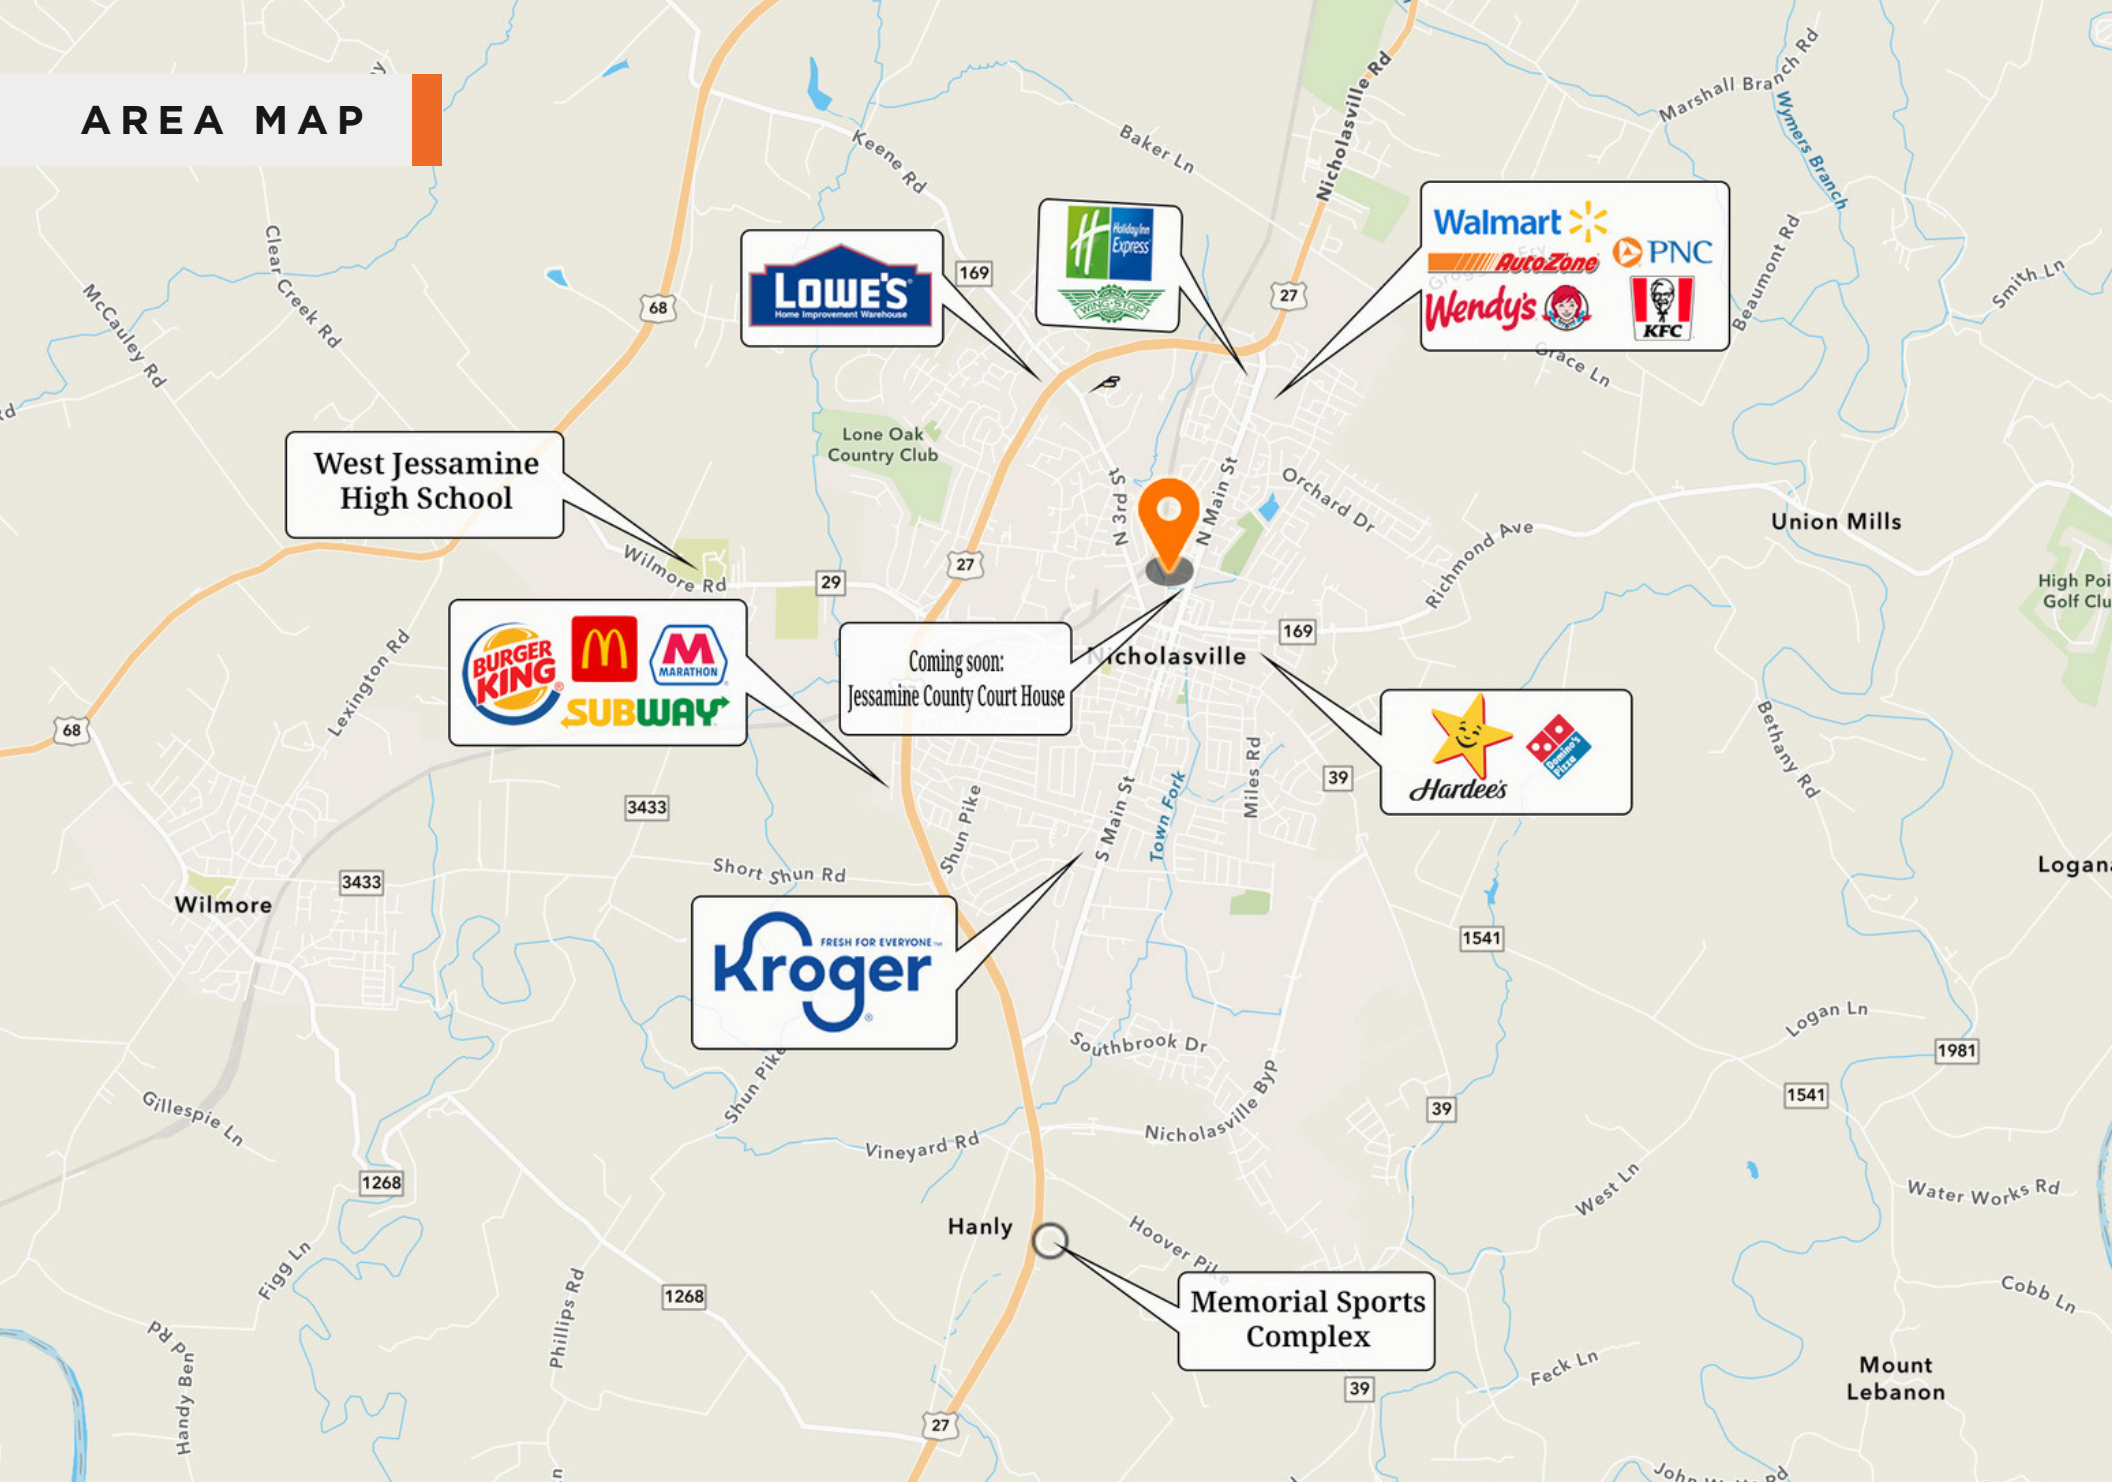 AREA MAP
Nicholasville Rd
Marshall Branch Rd
Wymers Branch
Keene Rd
Baker Ln
Clear Creek Rd
McCauley Rd
68
LOWE'S
Home Improvement Warehouse
169
Holiday Inn
Express
WING·STOP
27
Walmart
AutoZone
PNC
Wendy's
KFC
Grace Ln
Beaumont Rd
Smith Ln
Rd
West Jessamine
High School
Lone Oak
Country Club
N 3rd St
N Main St
Orchard Dr
Richmond Ave
Union Mills
Wilmore Rd
29
27
High Poi
Golf Clu
169
BURGER
KING
M
MARATHON
SUBWAY
Coming soon:
Jessamine County Court House
Nicholasville
Lexington Rd
68
Hardee's
Domino's
Pizza
Bethany Rd
3433
Shun Pike
S Main St
Town Fork
Miles Rd
39
Short Shun Rd
3433
Wilmore
Logana
Kroger
FRESH FOR EVERYONE™
1541
Logan Ln
Southbrook Dr
1981
Shun Pike
Gillespie Ln
Nicholasville Byp
39
1541
Vineyard Rd
1268
West Ln
Water Works Rd
Hanly
Hoover Pike
Figg Ln
1268
Phillips Rd
Memorial Sports
Complex
Cobb Ln
Handy Ben
Rd
Feck Ln
39
Mount
Lebanon
27